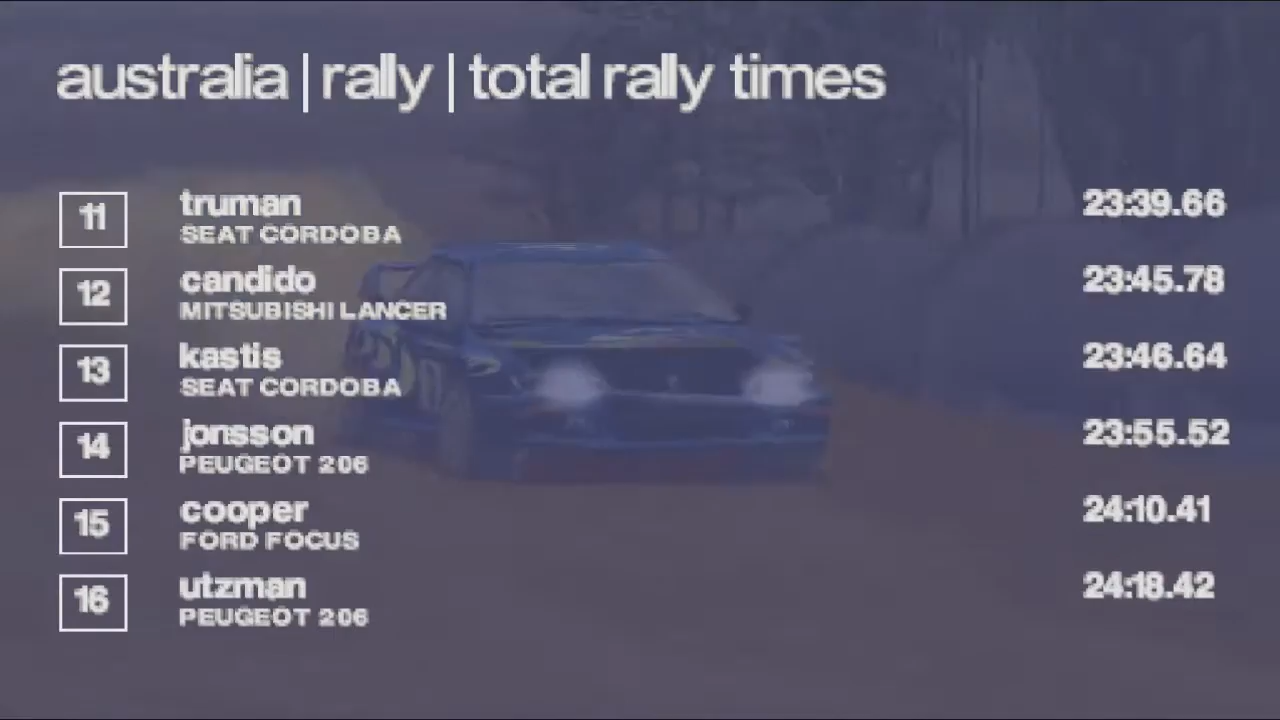 australia | rally | total rally times
11 truman 23:39.66
SEAT CORDOBA
12 candido 23:45.78
MITSUBISHI LANCER
13 kastis 23:46.64
SEAT CORDOBA
14 jonsson 23:55.52
PEUGEOT 206
15 cooper 24:10.41
FORD FOCUS
16 utzman 24:18.42
PEUGEOT 206